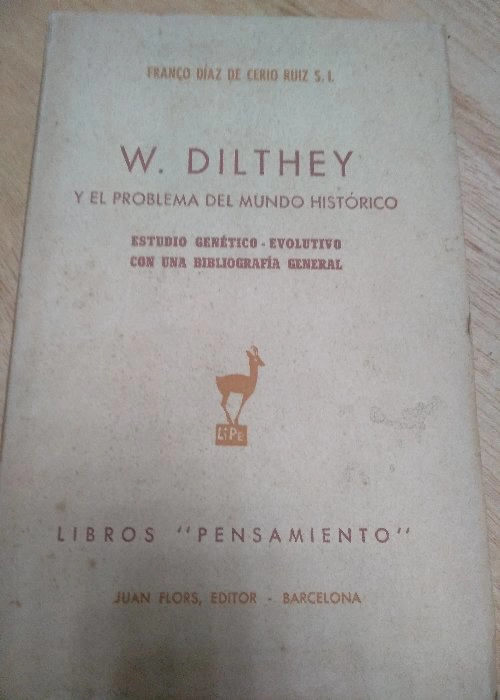 FRANCO DÍAZ DE CERIO RUIZ S. I.
W. DILTHEY
Y EL PROBLEMA DEL MUNDO HISTÓRICO
ESTUDIO GENÉTICO - EVOLUTIVO
CON UNA BIBLIOGRAFÍA GENERAL
LiPe
LIBROS "PENSAMIENTO"
JUAN FLORS, EDITOR - BARCELONA